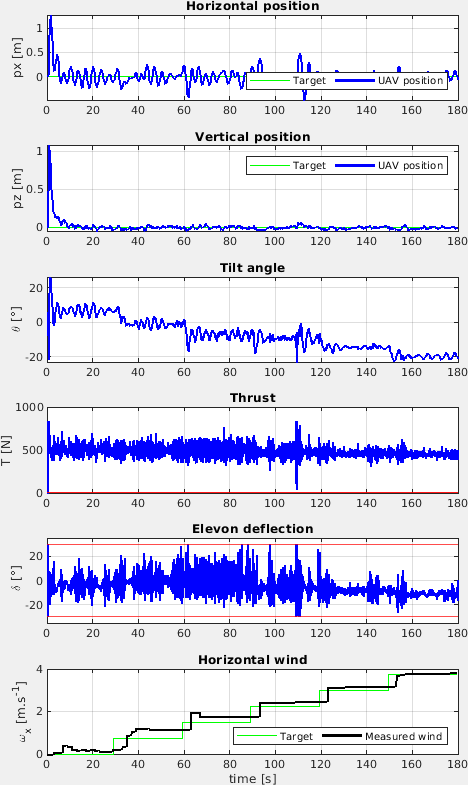 Horizontal position
px [m]
1
0.5
0
Target UAV position
0 20 40 60 80 100 120 140 160 180
Vertical position
pz [m]
1
0.5
0
Target UAV position
0 20 40 60 80 100 120 140 160 180
Tilt angle
θ [°]
20
0
-20
0 20 40 60 80 100 120 140 160 180
Thrust
T [N]
1000
500
0
0 20 40 60 80 100 120 140 160 180
Elevon deflection
δ [°]
20
0
-20
0 20 40 60 80 100 120 140 160 180
Horizontal wind
ω_x [m.s⁻¹]
4
2
0
Target Measured wind
0 20 40 60 80 100 120 140 160 180
time [s]